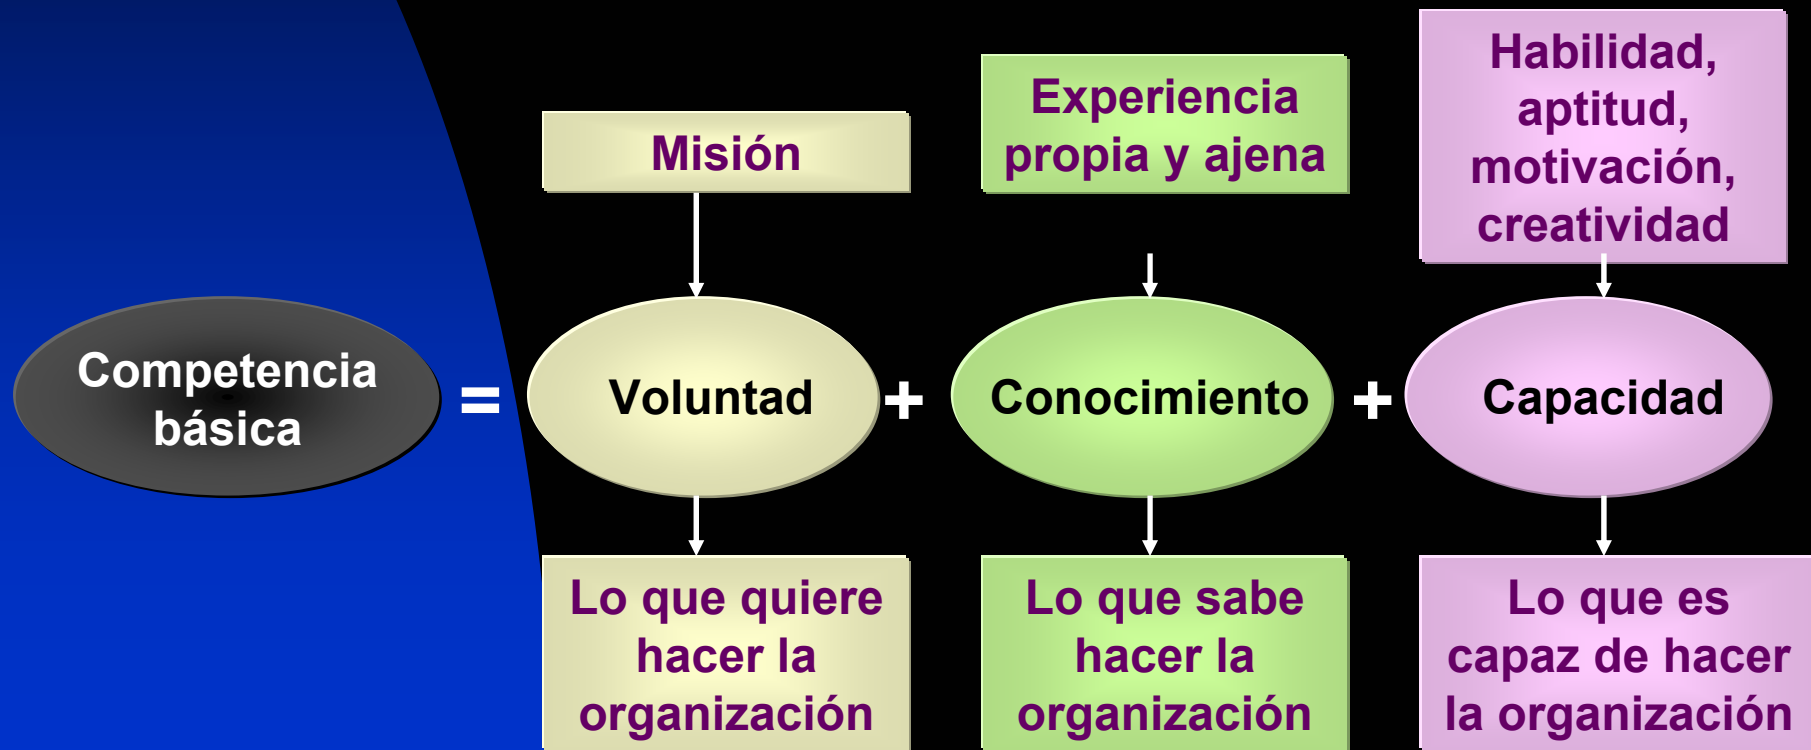 Misión
Experiencia
propia y ajena
Habilidad,
aptitud,
motivación,
creatividad
Competencia
básica
=
Voluntad
+
Conocimiento
+
Capacidad
Lo que quiere
hacer la
organización
Lo que sabe
hacer la
organización
Lo que es
capaz de hacer
la organización